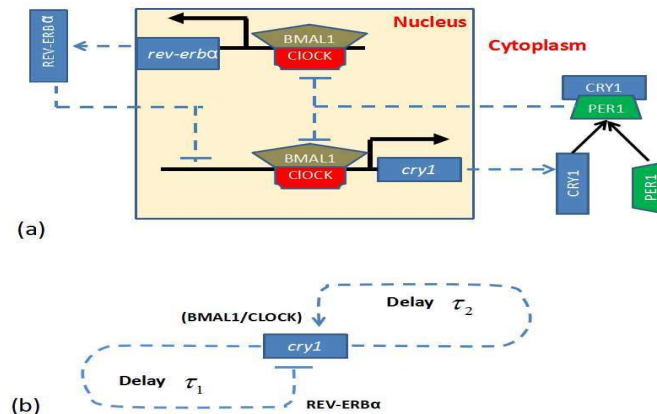 Nucleus
Cytoplasm
REV-ERBα
rev-erbα
BMAL1
ClOCK
CRY1
PER1
BMAL1
ClOCK
cry1
CRY1
PER1
(a)
Delay τ2
(BMAL1/CLOCK)
cry1
Delay τ1
REV-ERBα
(b)